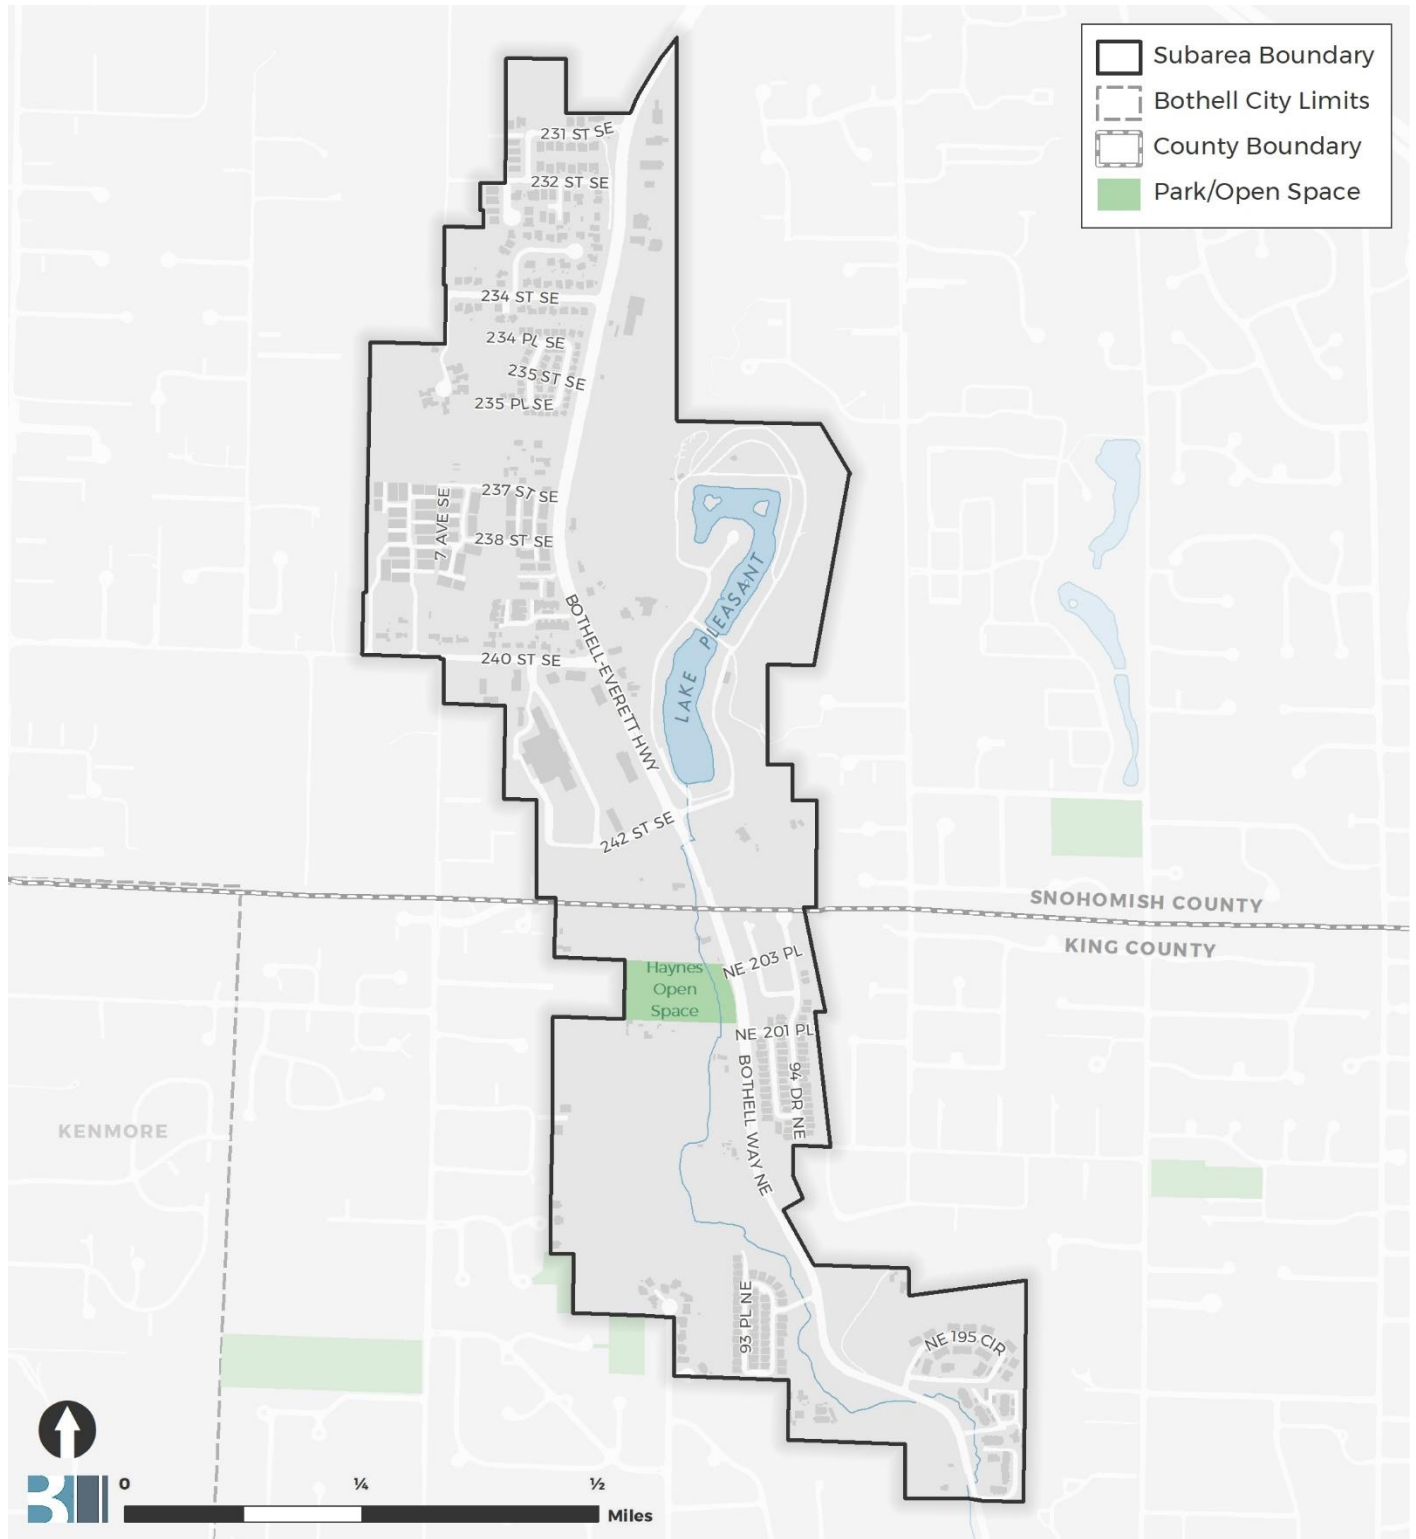 Subarea Boundary
Bothell City Limits
County Boundary
Park/Open Space
231 ST SE
232 ST SE
234 ST SE
234 PL SE
235 ST SE
235 PL SE
237 ST SE
7 AVE SE
238 ST SE
BOTHELL-EVERETT HWY
LAKE PLEASANT
240 ST SE
242 ST SE
SNOHOMISH COUNTY
KING COUNTY
NE 203 PL
Haynes
Open
Space
NE 201 PL
94 DR NE
BOTHELL WAY NE
KENMORE
93 PL NE
NE 195 CIR
0 ¼ ½
Miles